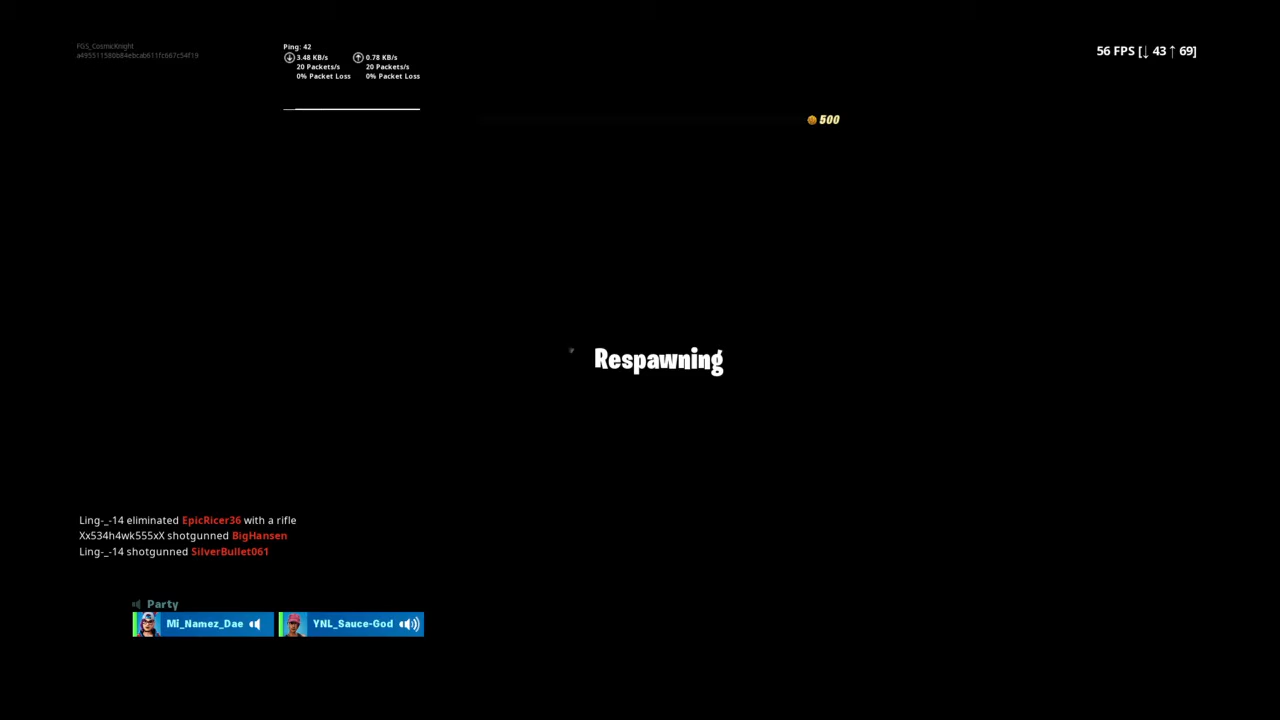 FGS_CosmicKnight
Ping: 42
3.48 KB/s 0.78 KB/s
20 Packets/s 20 Packets/s
0% Packet Loss 0% Packet Loss
56 FPS [↓ 43 ↑ 69]
500
Respawning
Ling-_-14 eliminated EpicRicer36 with a rifle
Xx534h4wk555xX shotgunned BigHansen
Ling-_-14 shotgunned SilverBullet061
Party
Mi_Namez_Dae YNL_Sauce-God